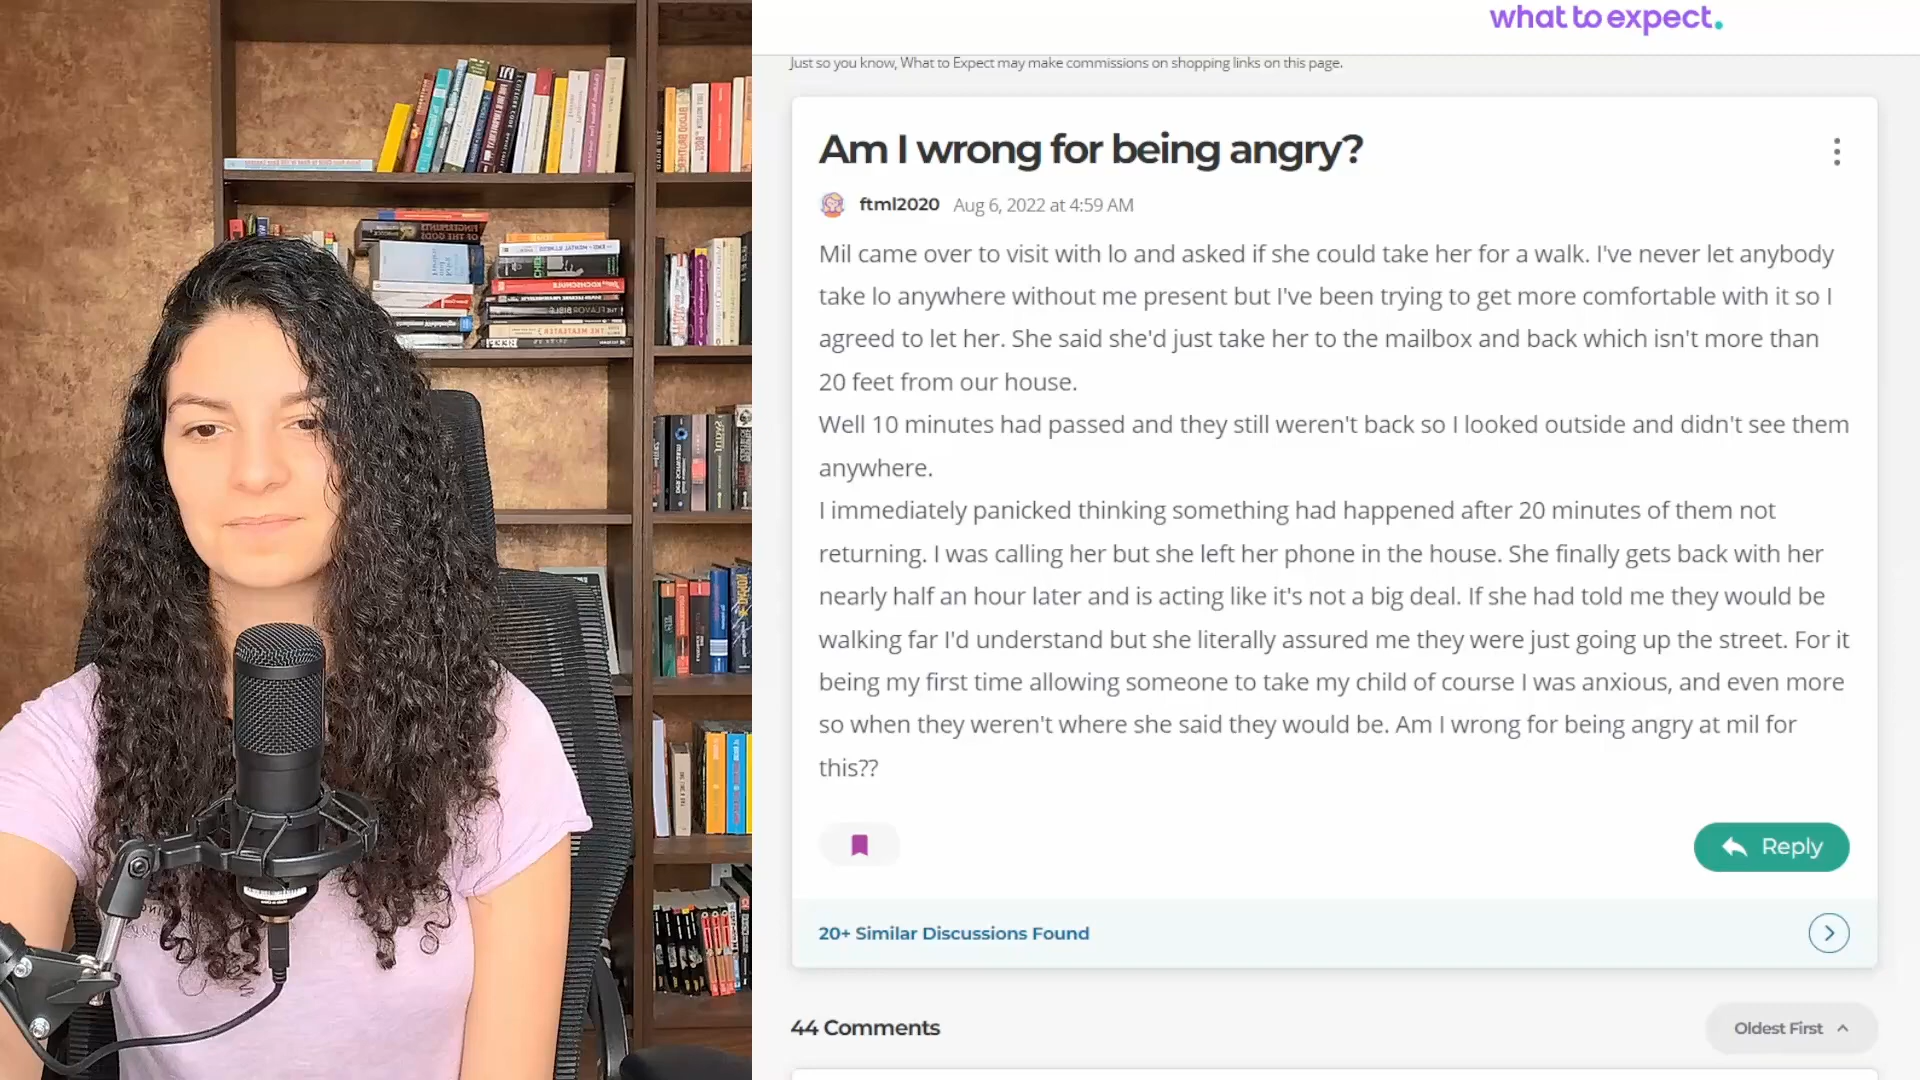 what to expect.
Just so you know, What to Expect may make commissions on shopping links on this page.
Am I wrong for being angry?
ftml2020 Aug 6, 2022 at 4:59 AM
Mil came over to visit with lo and asked if she could take her for a walk. I've never let anybody
take lo anywhere without me present but I've been trying to get more comfortable with it so I
agreed to let her. She said she'd just take her to the mailbox and back which isn't more than
20 feet from our house.
Well 10 minutes had passed and they still weren't back so I looked outside and didn't see them
anywhere.
I immediately panicked thinking something had happened after 20 minutes of them not
returning. I was calling her but she left her phone in the house. She finally gets back with her
nearly half an hour later and is acting like it's not a big deal. If she had told me they would be
walking far I'd understand but she literally assured me they were just going up the street. For it
being my first time allowing someone to take my child of course I was anxious, and even more
so when they weren't where she said they would be. Am I wrong for being angry at mil for
this??
Reply
20+ Similar Discussions Found
44 Comments
Oldest First